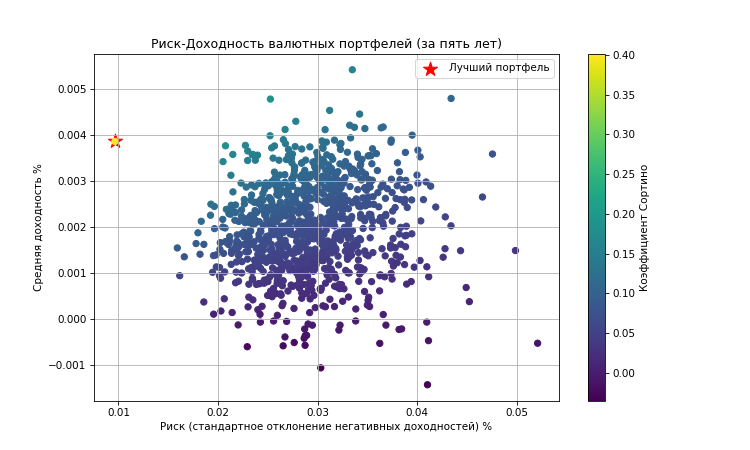 Риск-Доходность валютных портфелей (за пять лет)
Лучший портфель
Средняя доходность %
0.005
0.004
0.003
0.002
0.001
0.000
−0.001
0.01 0.02 0.03 0.04 0.05
Риск (стандартное отклонение негативных доходностей) %
0.40
0.35
0.30
0.25
0.20
0.15
0.10
0.05
0.00
Коэффициент Сортино